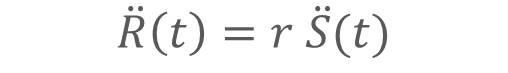 R̈(t) = r S̈(t)